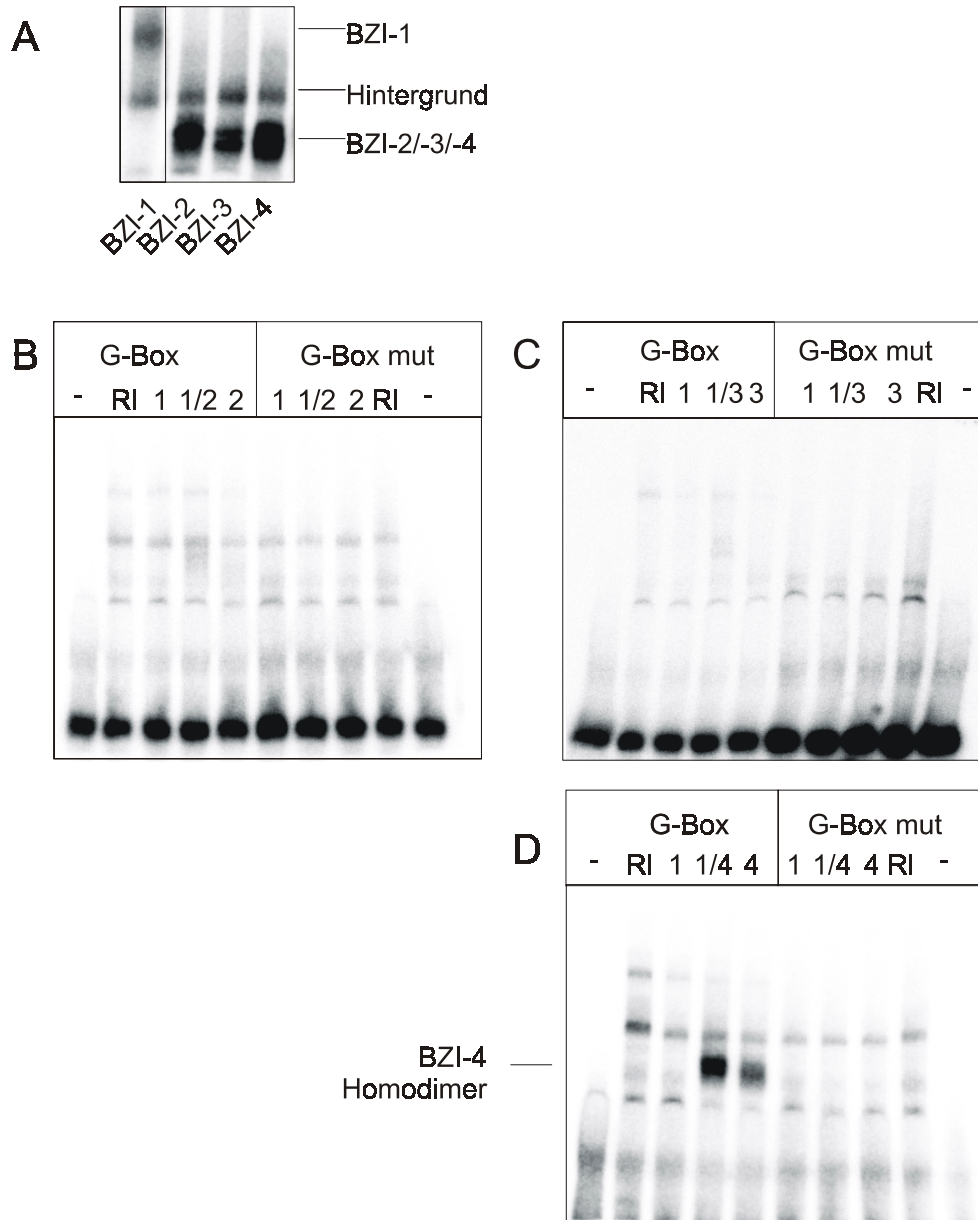 A
BZI-1
Hintergrund
BZI-2/-3/-4
BZI-1
BZI-2
BZI-3
BZI-4
B
G-Box G-Box mut
- RI 1 1/2 2 1 1/2 2 RI -
C
G-Box G-Box mut
- RI 1 1/3 3 1 1/3 3 RI -
D
G-Box G-Box mut
- RI 1 1/4 4 1 1/4 4 RI -
BZI-4
Homodimer